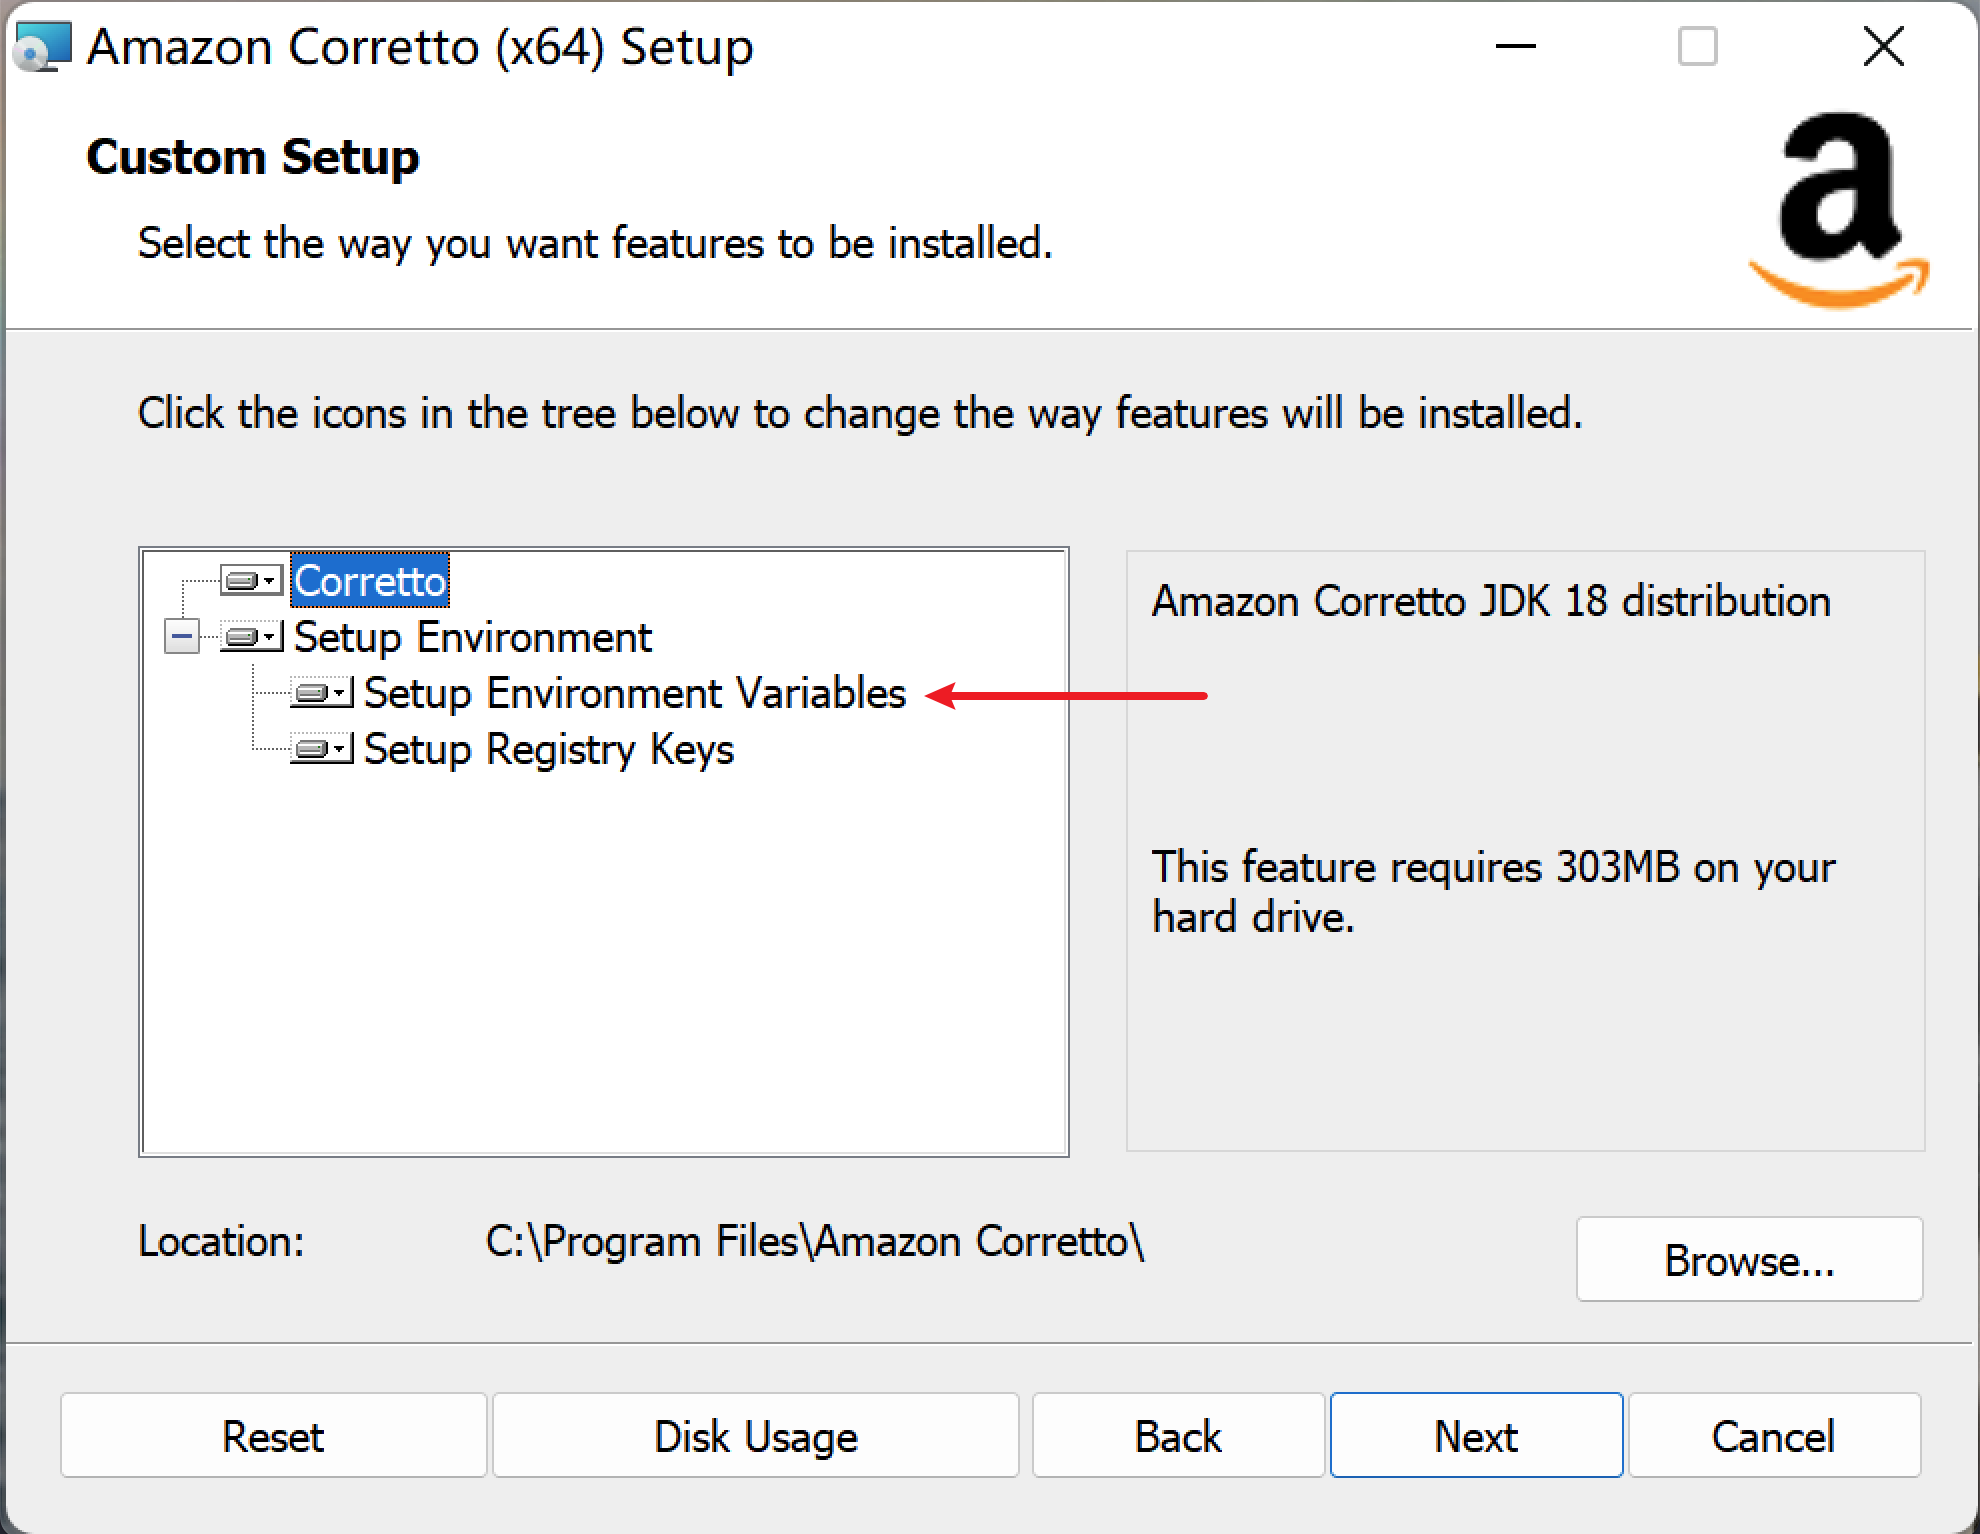 Amazon Corretto (x64) Setup
Custom Setup
Select the way you want features to be installed.
a
Click the icons in the tree below to change the way features will be installed.
Corretto
Setup Environment
Setup Environment Variables
Setup Registry Keys
Amazon Corretto JDK 18 distribution
This feature requires 303MB on your
hard drive.
Location: C:\Program Files\Amazon Corretto\
Browse...
Reset Disk Usage Back Next Cancel